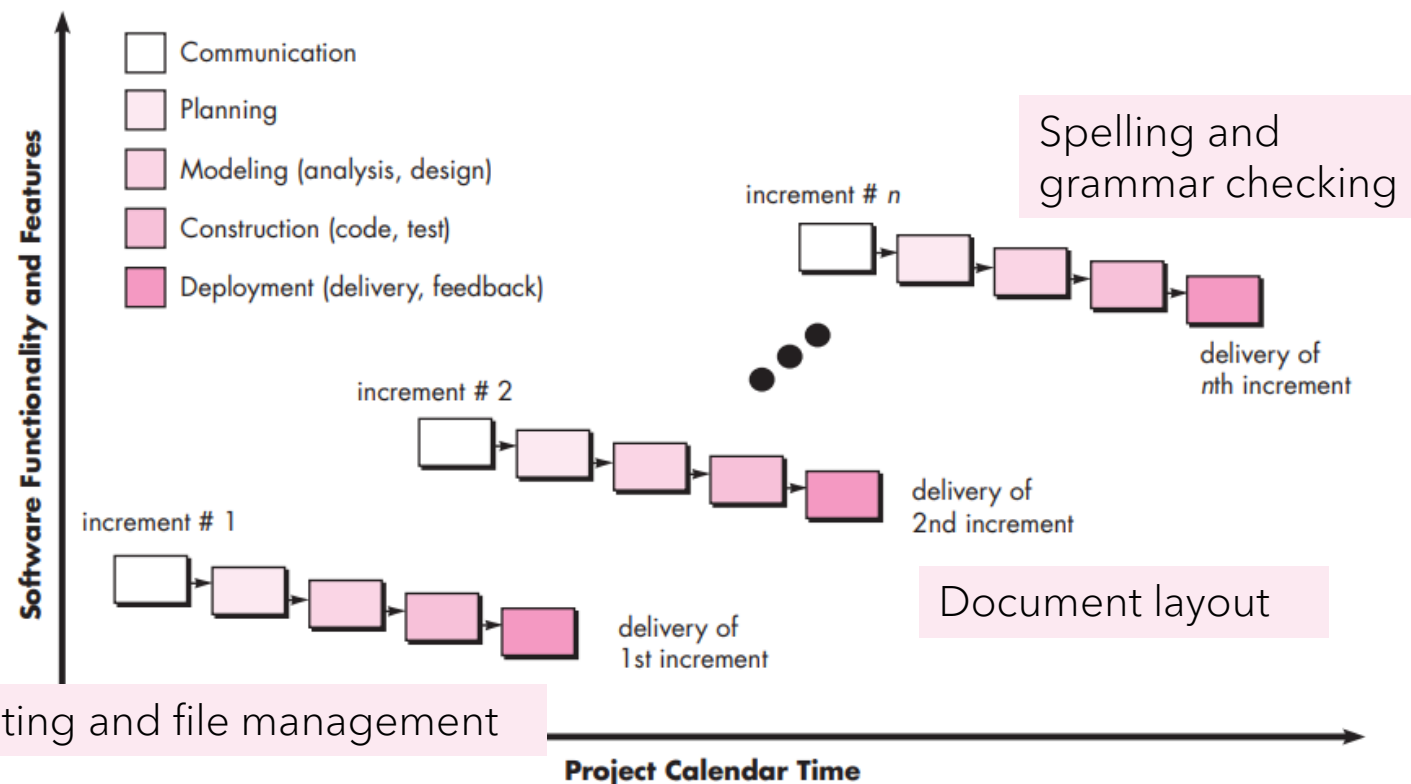 Software Functionality and Features
Communication
Planning
Modeling (analysis, design)
Construction (code, test)
Deployment (delivery, feedback)
Spelling and
grammar checking
increment # n
delivery of
nth increment
increment # 2
delivery of
2nd increment
Document layout
increment # 1
delivery of
1st increment
ting and file management
Project Calendar Time